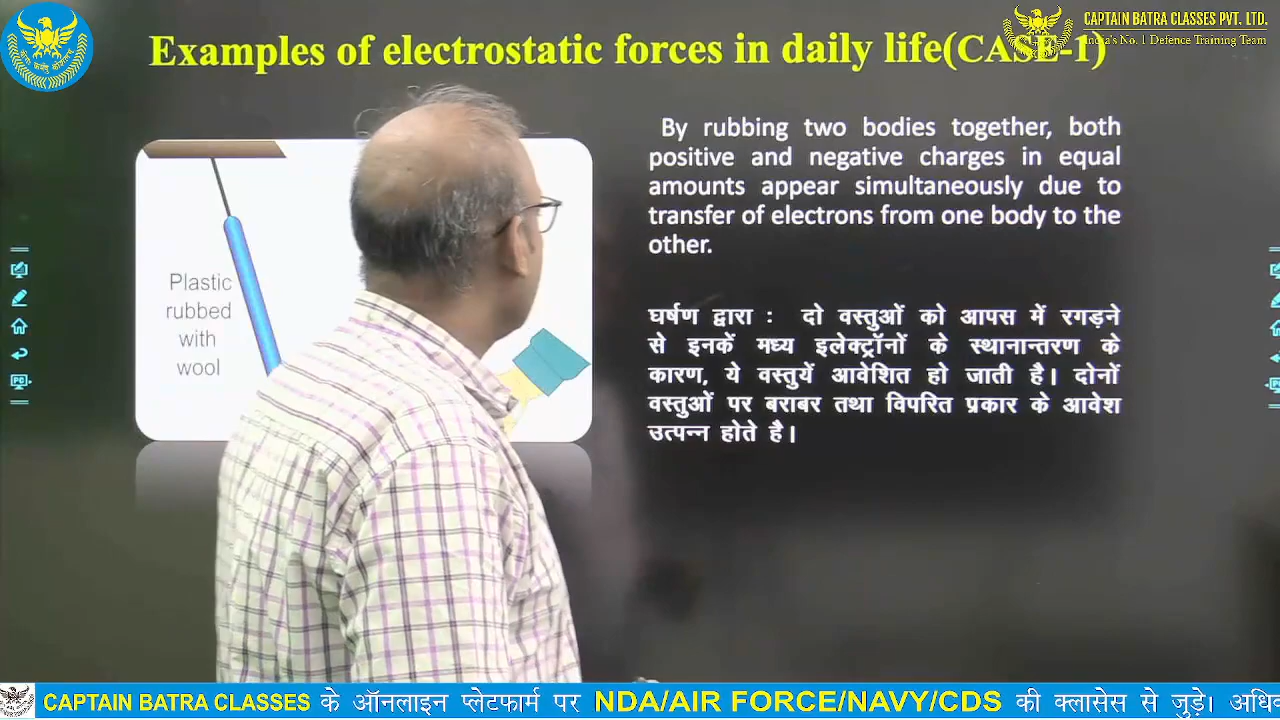 CAPTAIN BATRA CLASSES PVT. LTD.
India's No. 1 Defence Training Team
Examples of electrostatic forces in daily life(CASE-1)
Plastic
rubbed
with
wool
By rubbing two bodies together, both
positive and negative charges in equal
amounts appear simultaneously due to
transfer of electrons from one body to the
other.
घर्षण द्वारा : दो वस्तुओं को आपस में रगड़ने
से इनकें मध्य इलेक्ट्रॉनों के स्थानान्तरण के
कारण, ये वस्तुयें आवेशित हो जाती है। दोनों
वस्तुओं पर बराबर तथा विपरित प्रकार के आवेश
उत्पन्न होते है।
CAPTAIN BATRA CLASSES के ऑनलाइन प्लेटफार्म पर NDA/AIR FORCE/NAVY/CDS की क्लासेस से जुड़े।